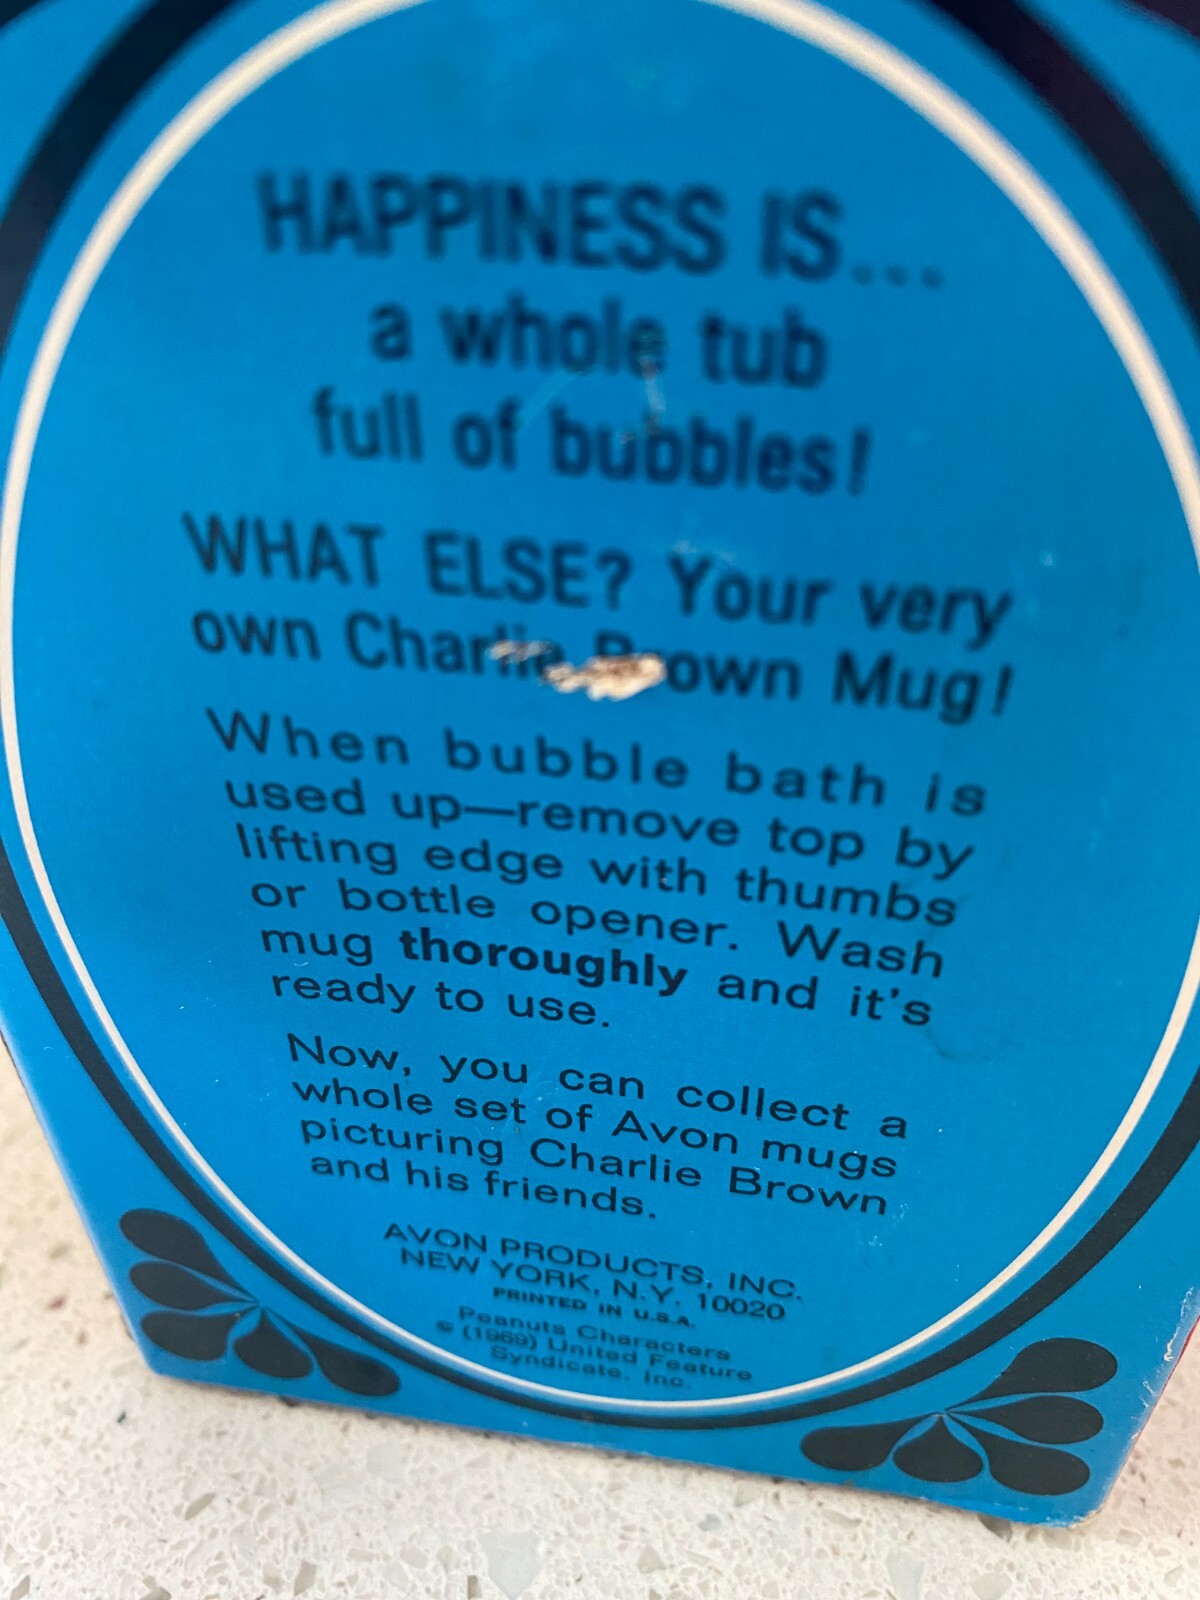 HAPPINESS IS...
a whole tub
full of bubbles!
WHAT ELSE? Your very
own Charlie Brown Mug!
When bubble bath is
used up—remove top by
lifting edge with thumbs
or bottle opener. Wash
mug thoroughly and it's
ready to use.
Now, you can collect a
whole set of Avon mugs
picturing Charlie Brown
and his friends.
AVON PRODUCTS, INC.
NEW YORK, N.Y. 10020
PRINTED IN U.S.A.
Peanuts Characters
© (1969) United Feature
Syndicate, Inc.